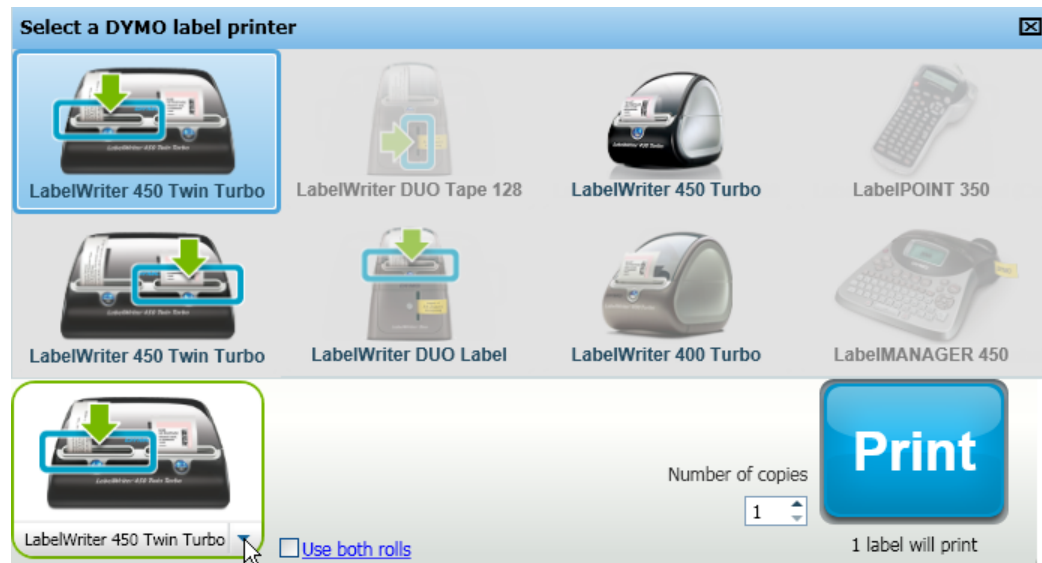 Select a DYMO label printer
LabelWriter 450 Twin Turbo
LabelWriter DUO Tape 128
LabelWriter 450 Turbo
LabelPOINT 350
LabelWriter 450 Twin Turbo
LabelWriter DUO Label
LabelWriter 400 Turbo
LabelMANAGER 450
LabelWriter 450 Twin Turbo
Use both rolls
Number of copies
1
Print
1 label will print